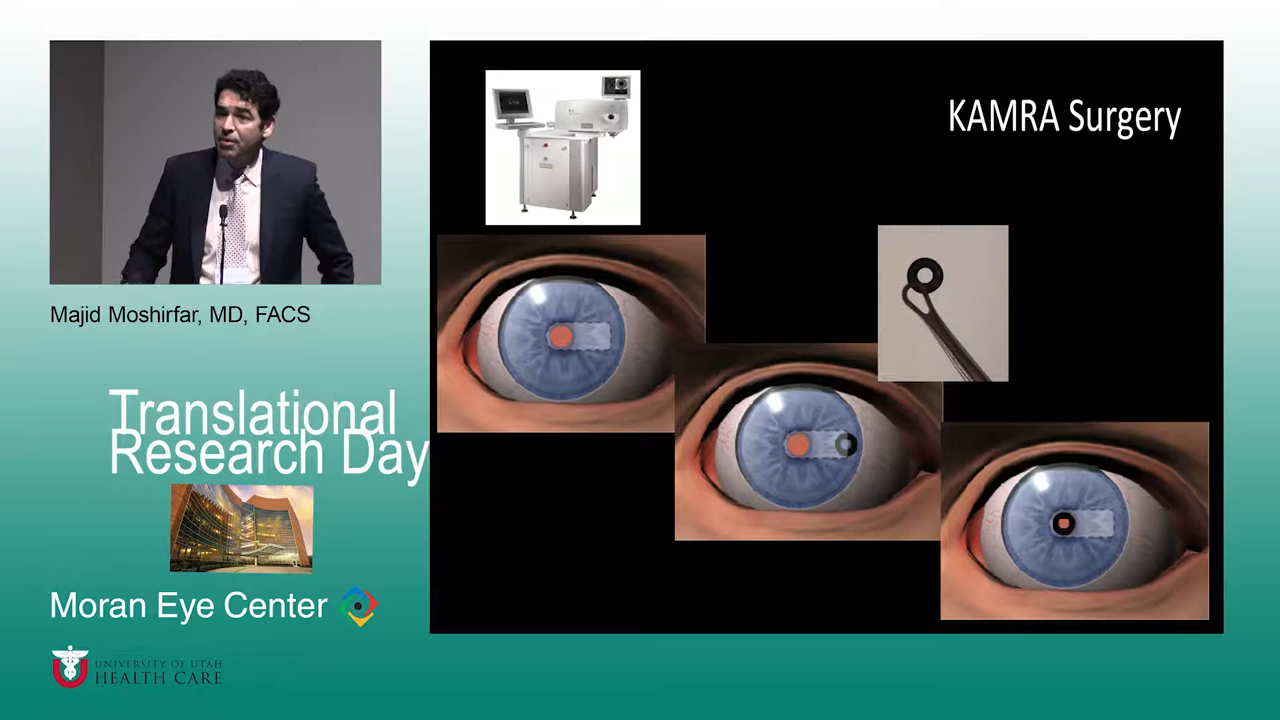 KAMRA Surgery
Majid Moshirfar, MD, FACS
Translational
Research Day
Moran Eye Center
UNIVERSITY OF UTAH
HEALTH CARE